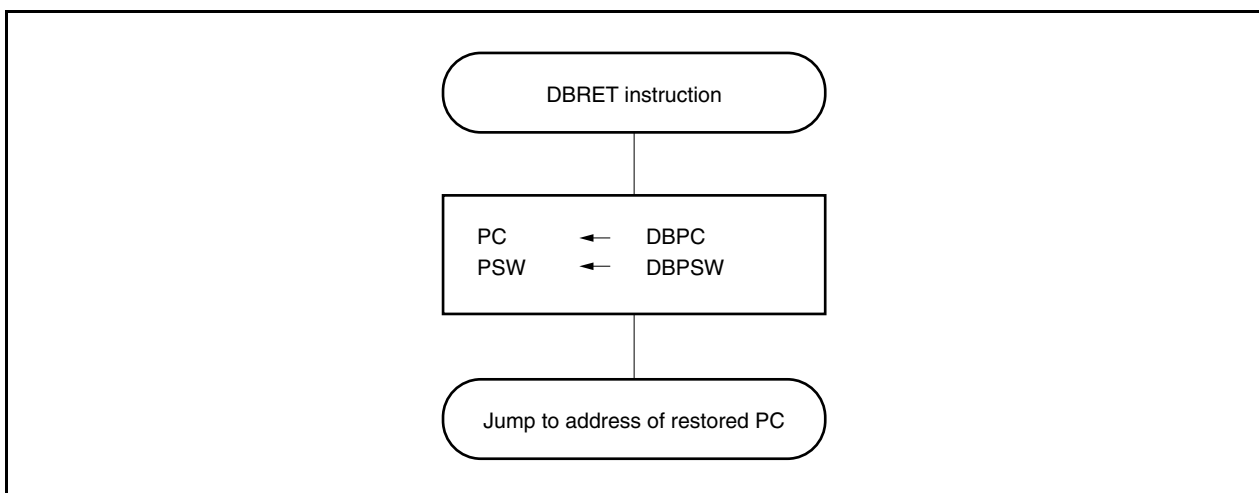 DBRET instruction
PC ← DBPC
PSW ← DBPSW
Jump to address of restored PC